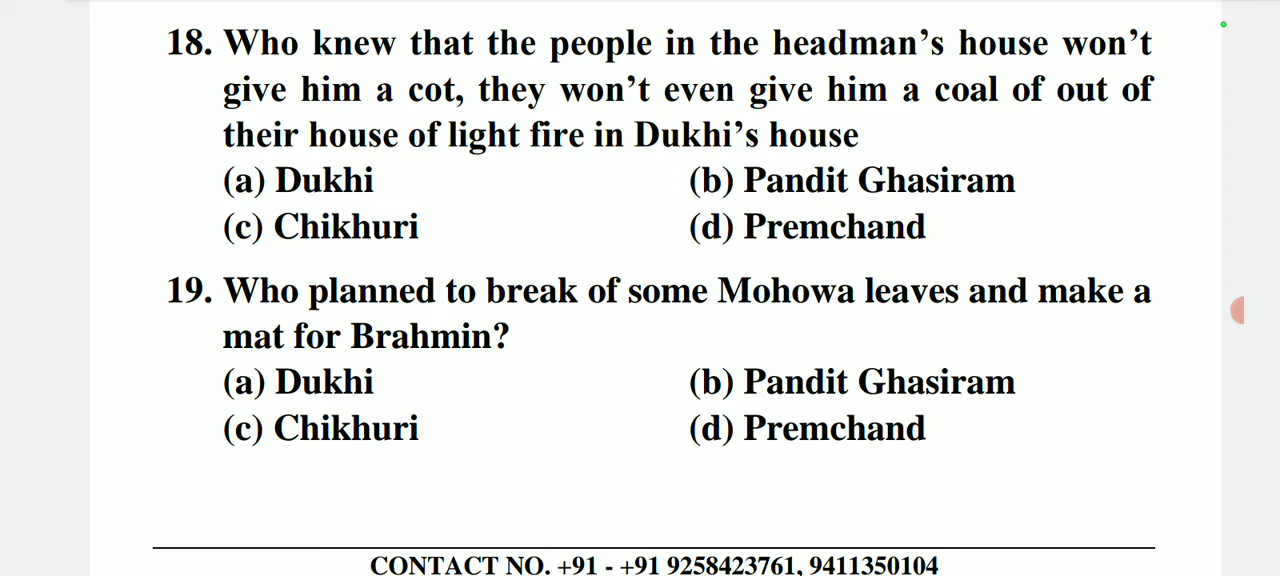 18. Who knew that the people in the headman's house won't
give him a cot, they won't even give him a coal of out of
their house of light fire in Dukhi's house
(a) Dukhi (b) Pandit Ghasiram
(c) Chikhuri (d) Premchand
19. Who planned to break of some Mohowa leaves and make a
mat for Brahmin?
(a) Dukhi (b) Pandit Ghasiram
(c) Chikhuri (d) Premchand
CONTACT NO. +91 - +91 9258423761, 9411350104